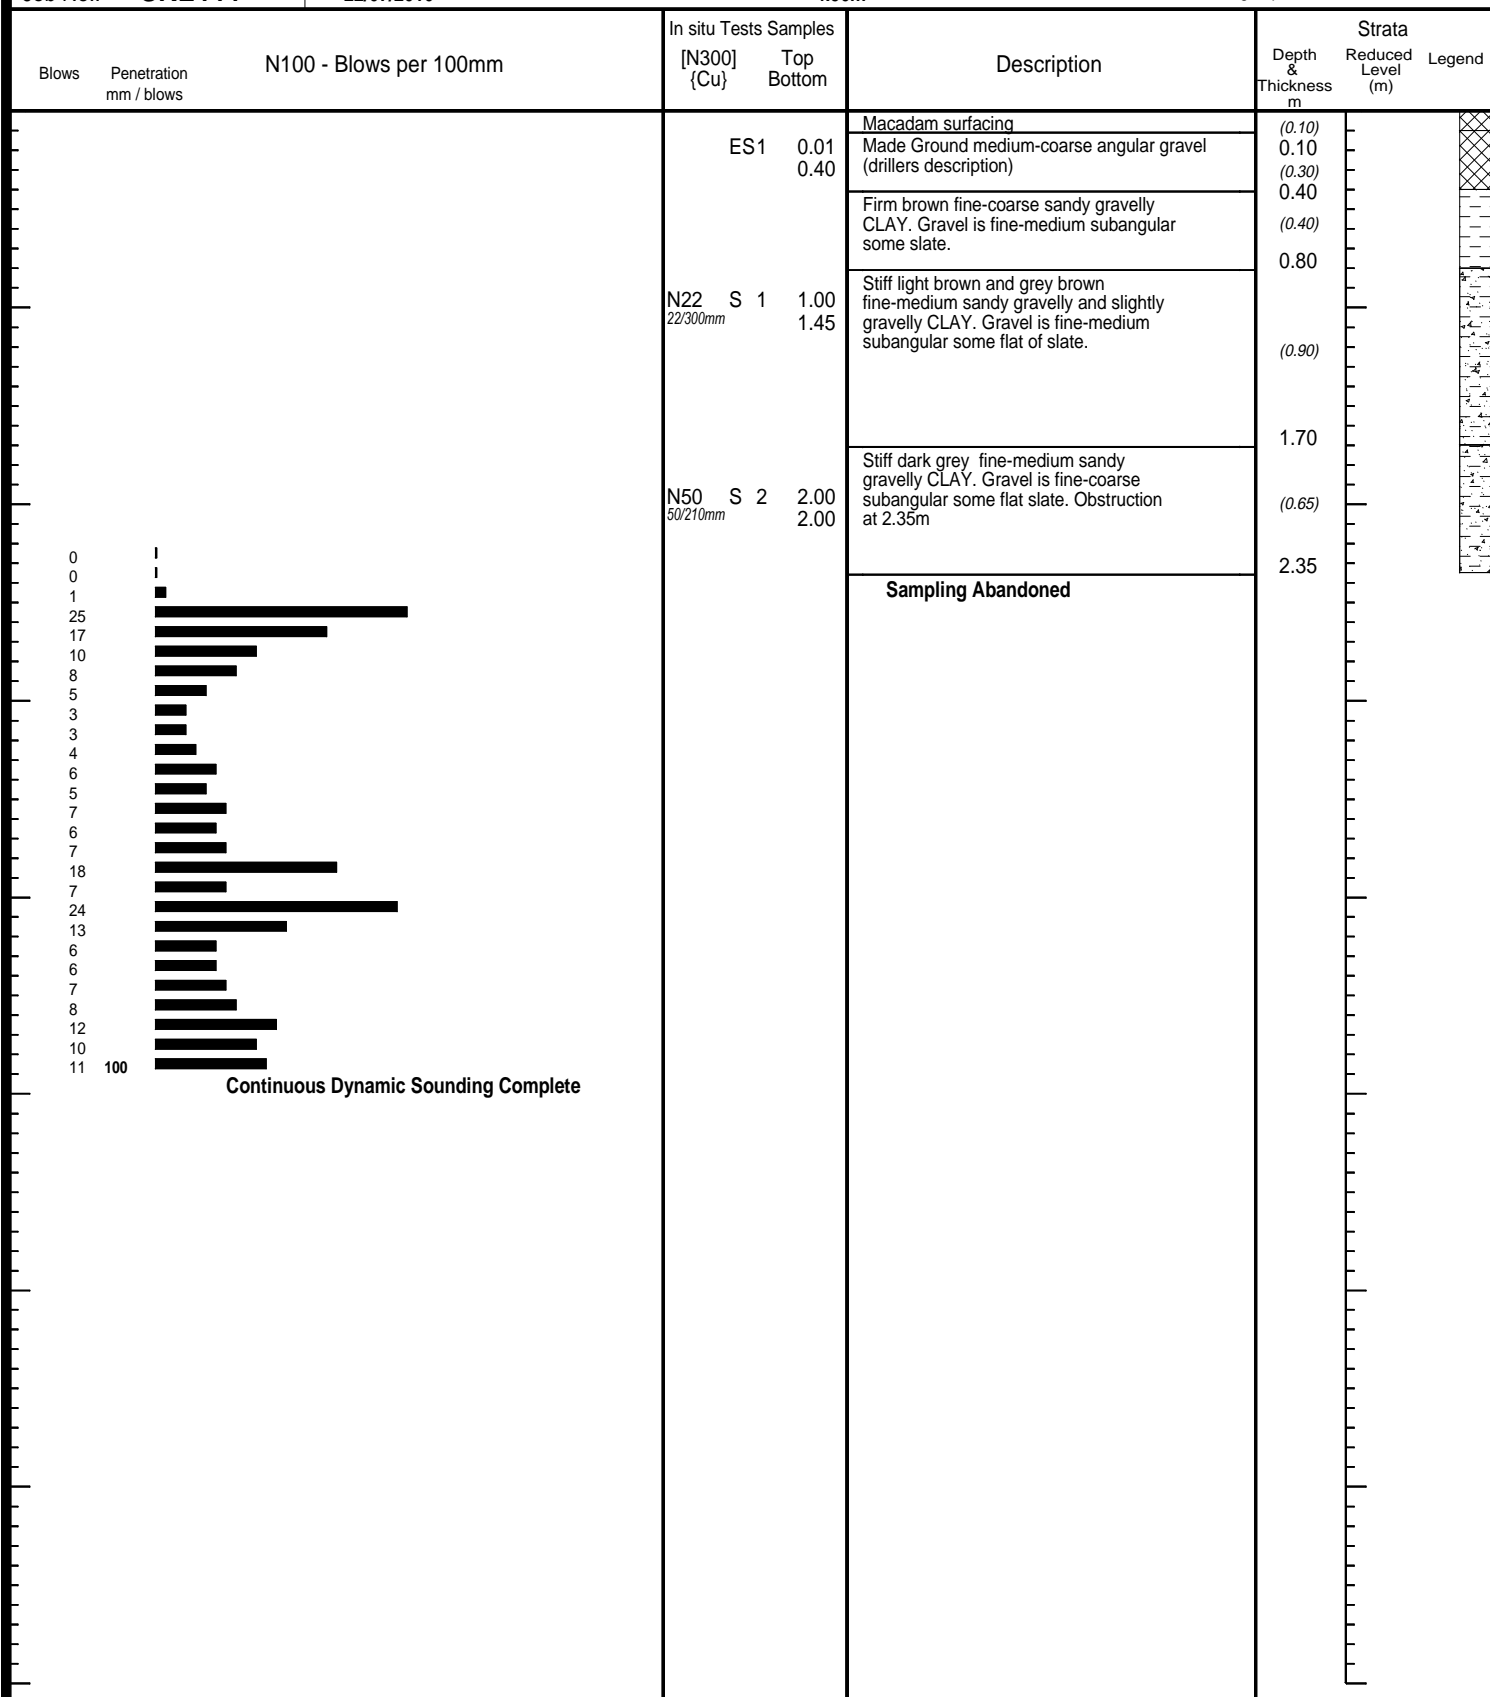 In situ Tests Samples
Strata
Blows
Penetration
mm / blows
N100 - Blows per 100mm
[N300]
{Cu}
Top
Bottom
Description
Depth
&
Thickness
m
Reduced
Level
(m)
Legend
Macadam surfacing
(0.10)
ES1 0.01
0.40
Made Ground medium-coarse angular gravel
(drillers description)
0.10
(0.30)
0.40
Firm brown fine-coarse sandy gravelly
CLAY. Gravel is fine-medium subangular
some slate.
(0.40)
0.80
Stiff light brown and grey brown
fine-medium sandy gravelly and slightly
gravelly CLAY. Gravel is fine-medium
subangular some flat of slate.
N22 S 1 1.00
22/300mm 1.45
(0.90)
1.70
Stiff dark grey fine-medium sandy
gravelly CLAY. Gravel is fine-coarse
subangular some flat slate. Obstruction
at 2.35m
N50 S 2 2.00
50/210mm 2.00
(0.65)
2.35
Sampling Abandoned
0
0
1
25
17
10
8
5
3
3
4
6
5
7
6
7
18
7
24
13
6
6
7
8
12
10
11 100
Continuous Dynamic Sounding Complete